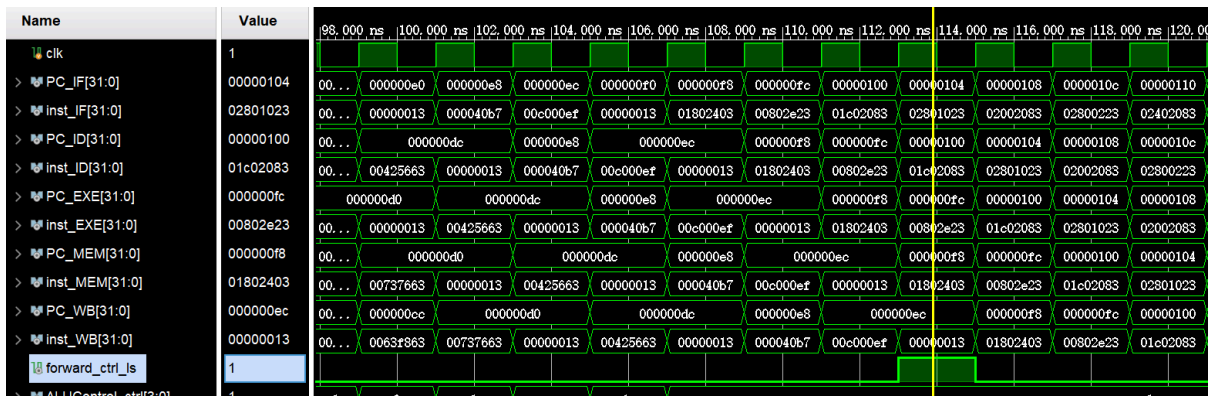 Name Value 98.000 ns 100.000 ns 102.000 ns 104.000 ns 106.000 ns 108.000 ns 110.000 ns 112.000 ns 114.000 ns 116.000 ns 118.000 ns 120.00
clk 1
PC_IF[31:0] 00000104 00... 000000e0 000000e8 000000ec 000000f0 000000f8 000000fc 00000100 00000104 00000108 0000010c 00000110
inst_IF[31:0] 02801023 00... 00000013 000040b7 00c000ef 00000013 01802403 00802e23 01c02083 02801023 02002083 02800223 02402083
PC_ID[31:0] 00000100 00... 000000dc 000000e8 000000ec 000000f8 000000fc 00000100 00000104 00000108 0000010c
inst_ID[31:0] 01c02083 00... 00425663 00000013 000040b7 00c000ef 00000013 01802403 00802e23 01c02083 02801023 02002083 02800223
PC_EXE[31:0] 000000fc 000000d0 000000dc 000000e8 000000ec 000000f8 000000fc 00000100 00000104 00000108
inst_EXE[31:0] 00802e23 00... 00000013 00425663 00000013 000040b7 00c000ef 00000013 01802403 00802e23 01c02083 02801023 02002083
PC_MEM[31:0] 000000f8 00... 000000d0 000000dc 000000e8 000000ec 000000f8 000000fc 00000100 00000104
inst_MEM[31:0] 01802403 00... 00737663 00000013 00425663 00000013 000040b7 00c000ef 00000013 01802403 00802e23 01c02083 02801023
PC_WB[31:0] 000000ec 00... 000000cc 000000d0 000000dc 000000e8 000000ec 000000f8 000000fc 00000100
inst_WB[31:0] 00000013 00... 0063f863 00737663 00000013 00425663 00000013 000040b7 00c000ef 00000013 01802403 00802e23 01c02083
forward_ctrl_ls 1